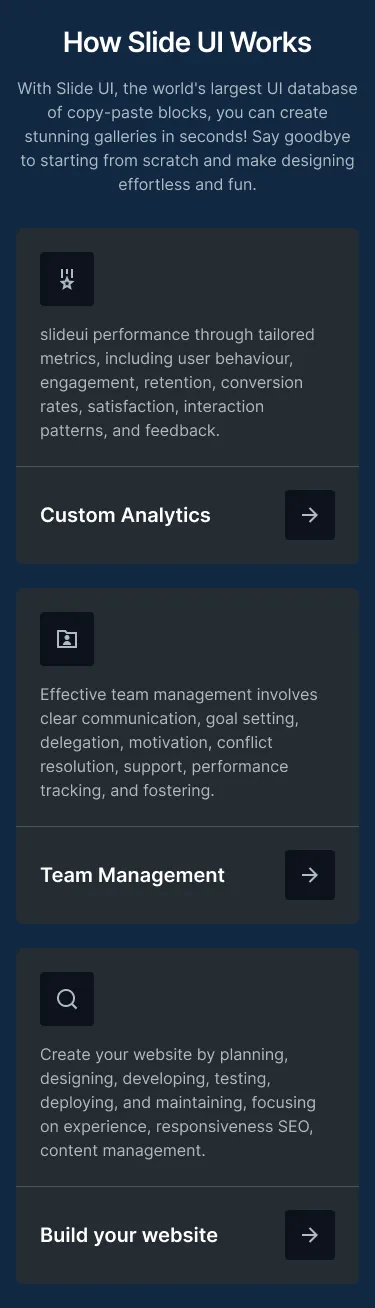 How Slide UI Works
With Slide UI, the world's largest UI database
of copy-paste blocks, you can create
stunning galleries in seconds! Say goodbye
to starting from scratch and make designing
effortless and fun.
slideui performance through tailored
metrics, including user behaviour,
engagement, retention, conversion
rates, satisfaction, interaction
patterns, and feedback.
Custom Analytics
Effective team management involves
clear communication, goal setting,
delegation, motivation, conflict
resolution, support, performance
tracking, and fostering.
Team Management
Create your website by planning,
designing, developing, testing,
deploying, and maintaining, focusing
on experience, responsiveness SEO,
content management.
Build your website